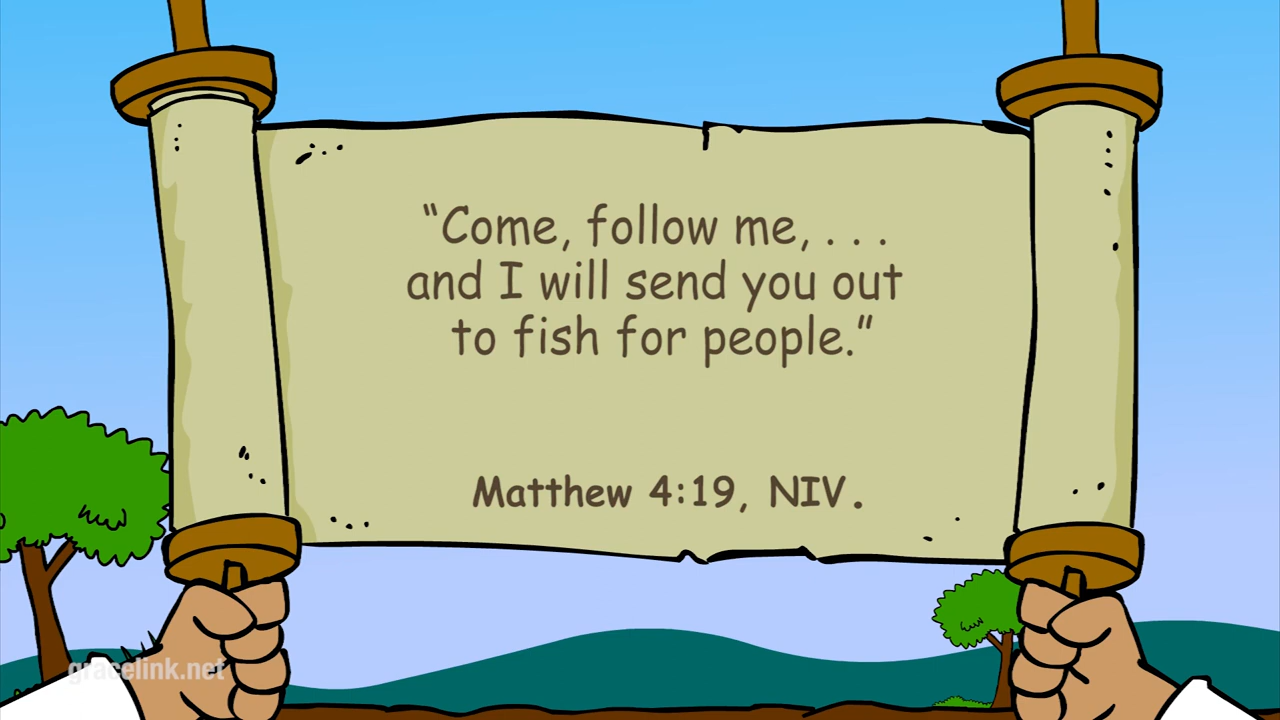 “Come, follow me, . . .
and I will send you out
to fish for people.”
Matthew 4:19, NIV.
gracelink.net